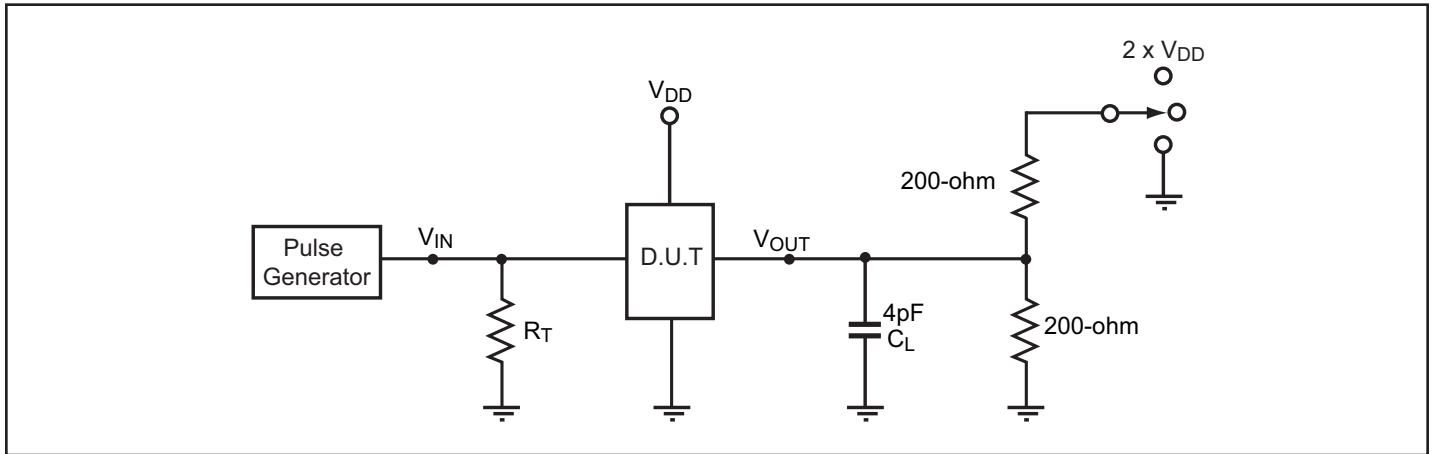 2 x VDD
VDD
200-ohm
Pulse
Generator
VIN
D.U.T
VOUT
RT
4pF
CL
200-ohm